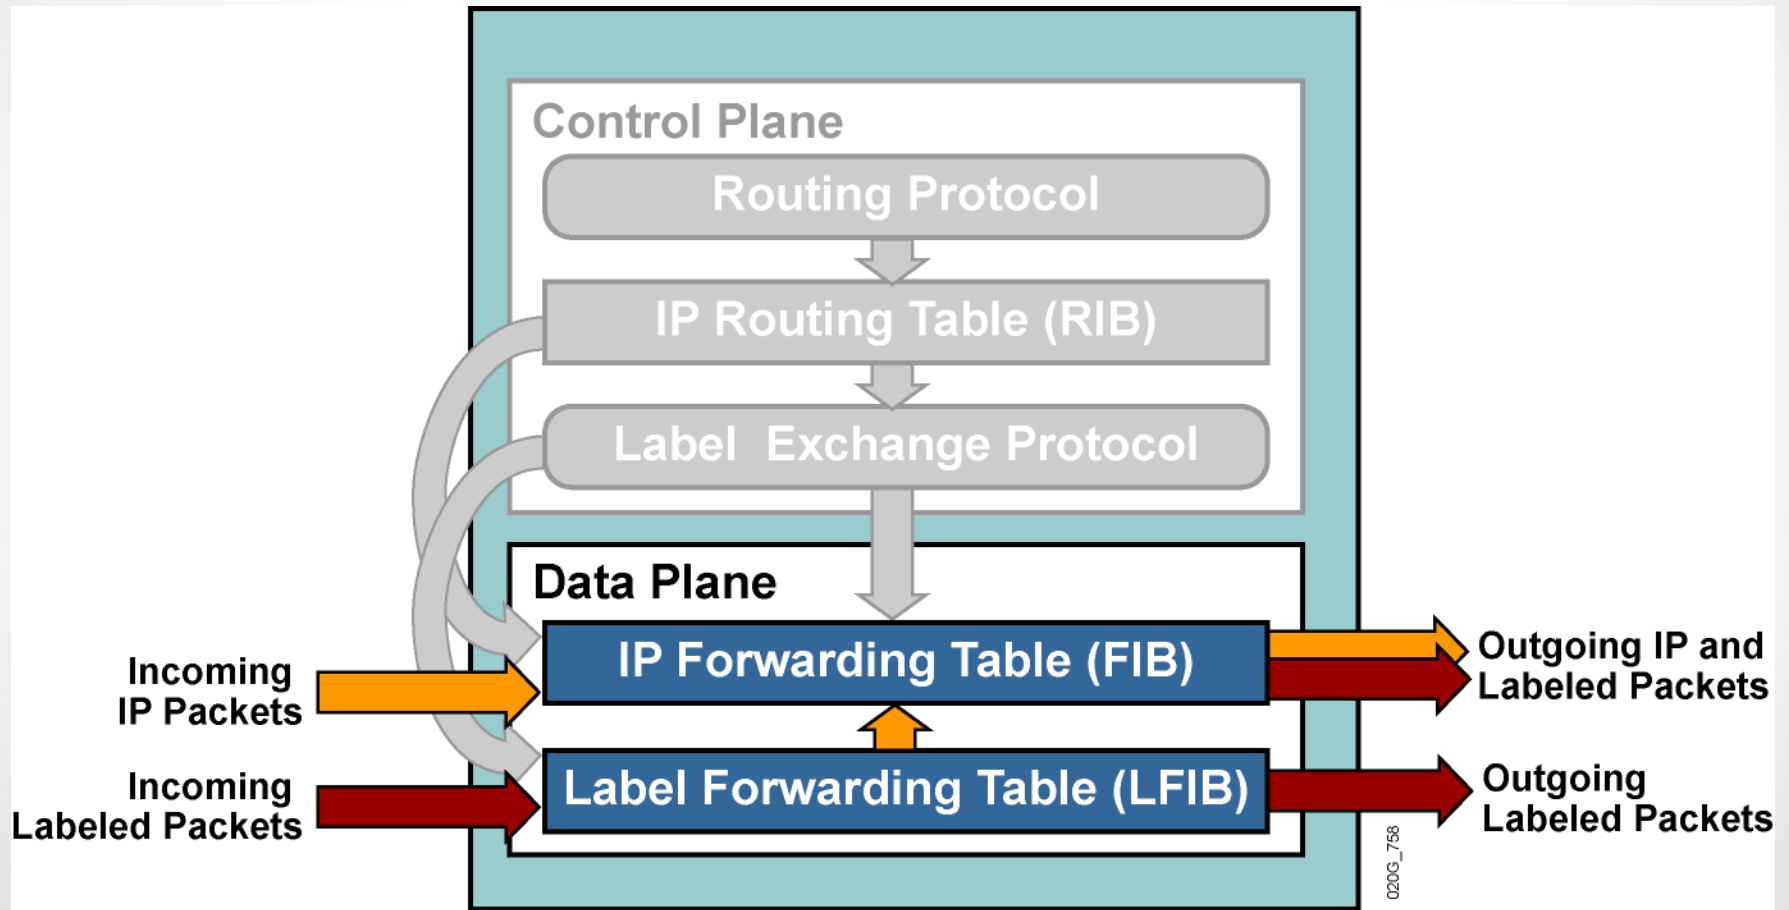 Control Plane
Routing Protocol
IP Routing Table (RIB)
Label Exchange Protocol
Data Plane
IP Forwarding Table (FIB)
Label Forwarding Table (LFIB)
Incoming
IP Packets
Incoming
Labeled Packets
Outgoing IP and
Labeled Packets
Outgoing
Labeled Packets
020G_758